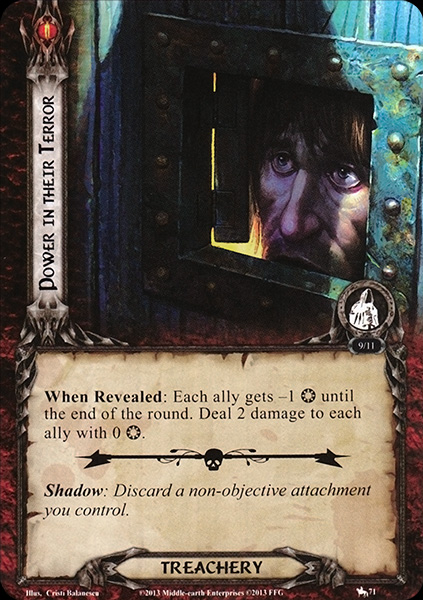 Power in their Terror
9/11
When Revealed: Each ally gets –1 until
the end of the round. Deal 2 damage to each
ally with 0 .
Shadow: Discard a non-objective attachment
you control.
TREACHERY
Illus. Cristi Balanescu ©2013 Middle-earth Enterprises ©2013 FFG 71